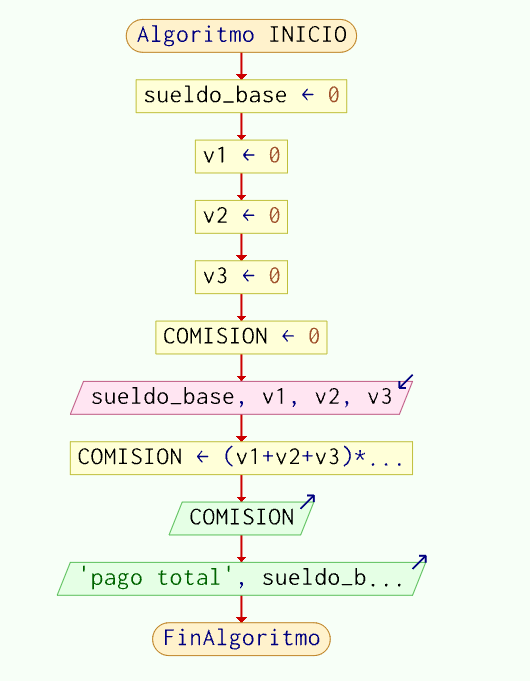 Algoritmo INICIO
sueldo_base ← 0
v1 ← 0
v2 ← 0
v3 ← 0
COMISION ← 0
sueldo_base, v1, v2, v3
COMISION ← (v1+v2+v3)*...
COMISION
'pago total', sueldo_b...
FinAlgoritmo